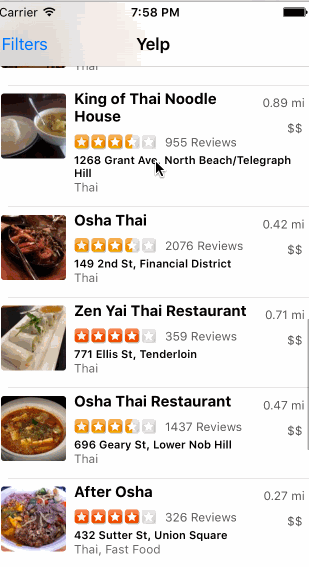 Carrier 7:58 PM
Filters Yelp
Thai
King of Thai Noodle House 0.89 mi
$$
955 Reviews
1268 Grant Ave, North Beach/Telegraph
Hill
Thai
Osha Thai 0.42 mi
$$
2076 Reviews
149 2nd St, Financial District
Thai
Zen Yai Thai Restaurant 0.71 mi
$$
359 Reviews
771 Ellis St, Tenderloin
Thai
Osha Thai Restaurant 0.47 mi
$$
1437 Reviews
696 Geary St, Lower Nob Hill
Thai
After Osha 0.27 mi
$$
326 Reviews
432 Sutter St, Union Square
Thai, Fast Food